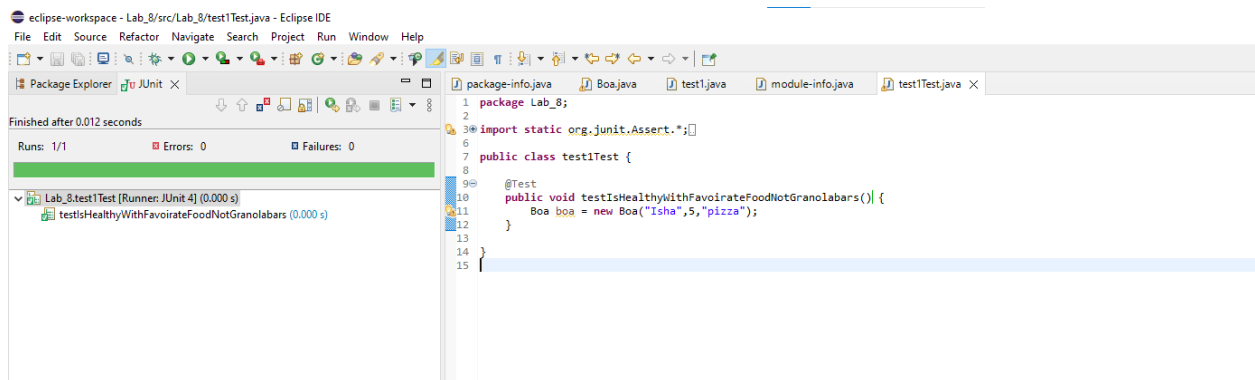 eclipse-workspace - Lab_8/src/Lab_8/test1Test.java - Eclipse IDE
File Edit Source Refactor Navigate Search Project Run Window Help
Package Explorer JUnit
Finished after 0.012 seconds
Runs: 1/1 Errors: 0 Failures: 0
Lab_8.test1Test [Runner: JUnit 4] (0.000 s)
testIsHealthyWithFavoirateFoodNotGranolabars (0.000 s)
package-info.java Boa.java test1.java module-info.java test1Test.java
1 package Lab_8;
2
3 import static org.junit.Assert.*;
6
7 public class test1Test {
8
9 @Test
10 public void testIsHealthyWithFavoirateFoodNotGranolabars() {
11 Boa boa = new Boa("Isha",5,"pizza");
12 }
13
14 }
15